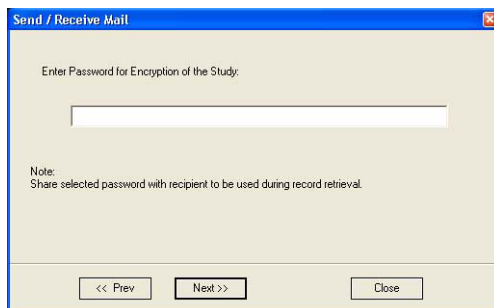 Send / Receive Mail
Enter Password for Encryption of the Study:
Note:
Share selected password with recipient to be used during record retrieval.
<< Prev
Next >>
Close